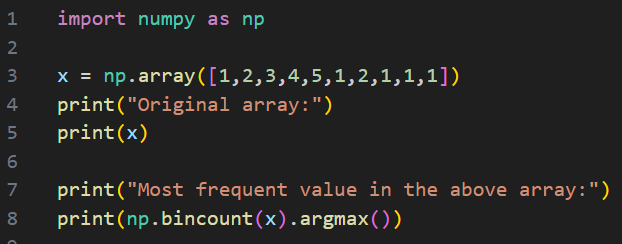 1 import numpy as np
2
3 x = np.array([1,2,3,4,5,1,2,1,1,1])
4 print("Original array:")
5 print(x)
6
7 print("Most frequent value in the above array:")
8 print(np.bincount(x).argmax())